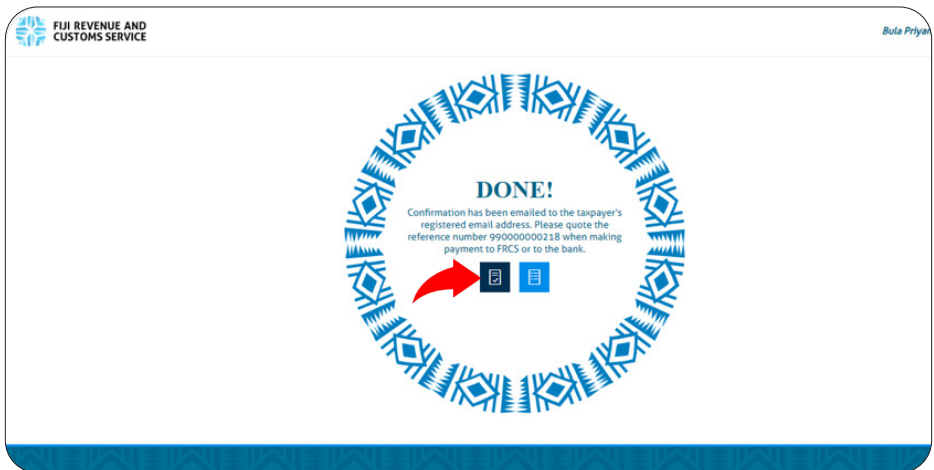 FIJI REVENUE AND
CUSTOMS SERVICE
Bula
DONE!
Confirmation has been emailed to the taxpayer's
registered email address. Please quote the
reference number 990000000218 when making
payment to FRCS or to the bank.